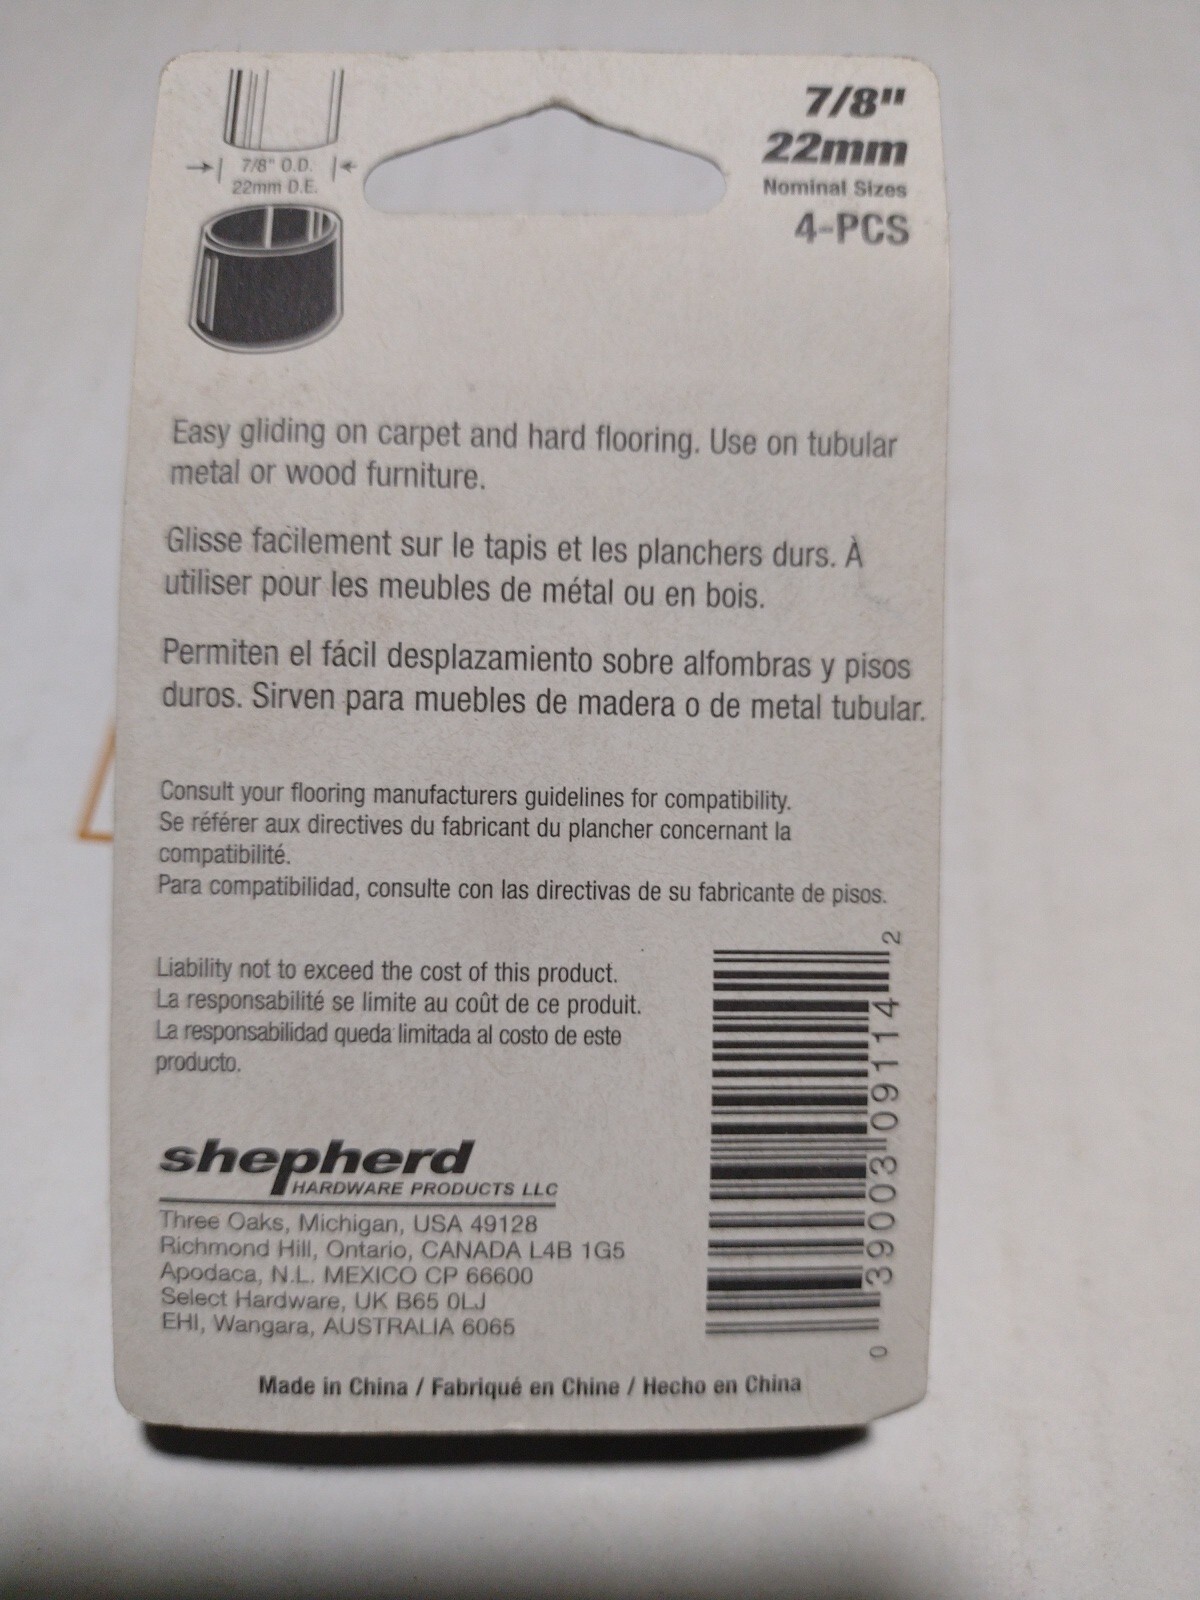 7/8" O.D.
22mm D.E.
7/8"
22mm
Nominal Sizes
4-PCS
Easy gliding on carpet and hard flooring. Use on tubular
metal or wood furniture.
Glisse facilement sur le tapis et les planchers durs. À
utiliser pour les meubles de métal ou en bois.
Permiten el fácil desplazamiento sobre alfombras y pisos
duros. Sirven para muebles de madera o de metal tubular.
Consult your flooring manufacturers guidelines for compatibility.
Se référer aux directives du fabricant du plancher concernant la
compatibilité.
Para compatibilidad, consulte con las directivas de su fabricante de pisos.
Liability not to exceed the cost of this product.
La responsabilité se limite au coût de ce produit.
La responsabilidad queda limitada al costo de este
producto.
shepherd
HARDWARE PRODUCTS LLC
Three Oaks, Michigan, USA 49128
Richmond Hill, Ontario, CANADA L4B 1G5
Apodaca, N.L. MEXICO CP 66600
Select Hardware, UK B65 0LJ
EHI, Wangara, AUSTRALIA 6065
0 39003 09114 2
Made in China / Fabriqué en Chine / Hecho en China